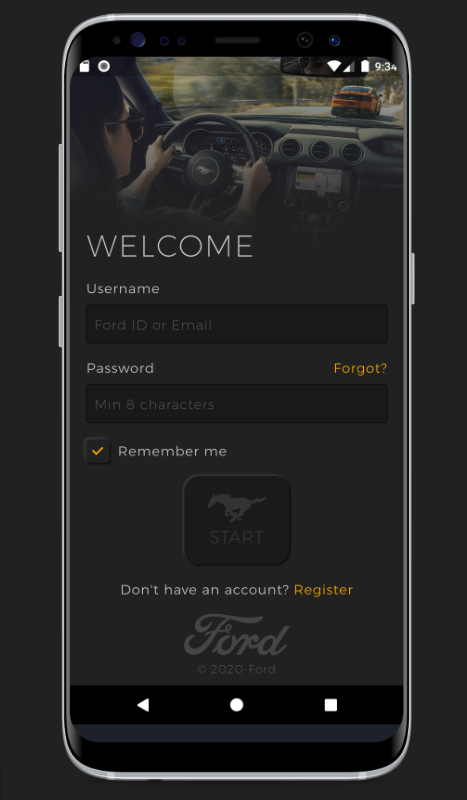 9:34
WELCOME
Username
Ford ID or Email
Password Forgot?
Min 8 characters
Remember me
START
Don't have an account? Register
Ford
© 2020-Ford